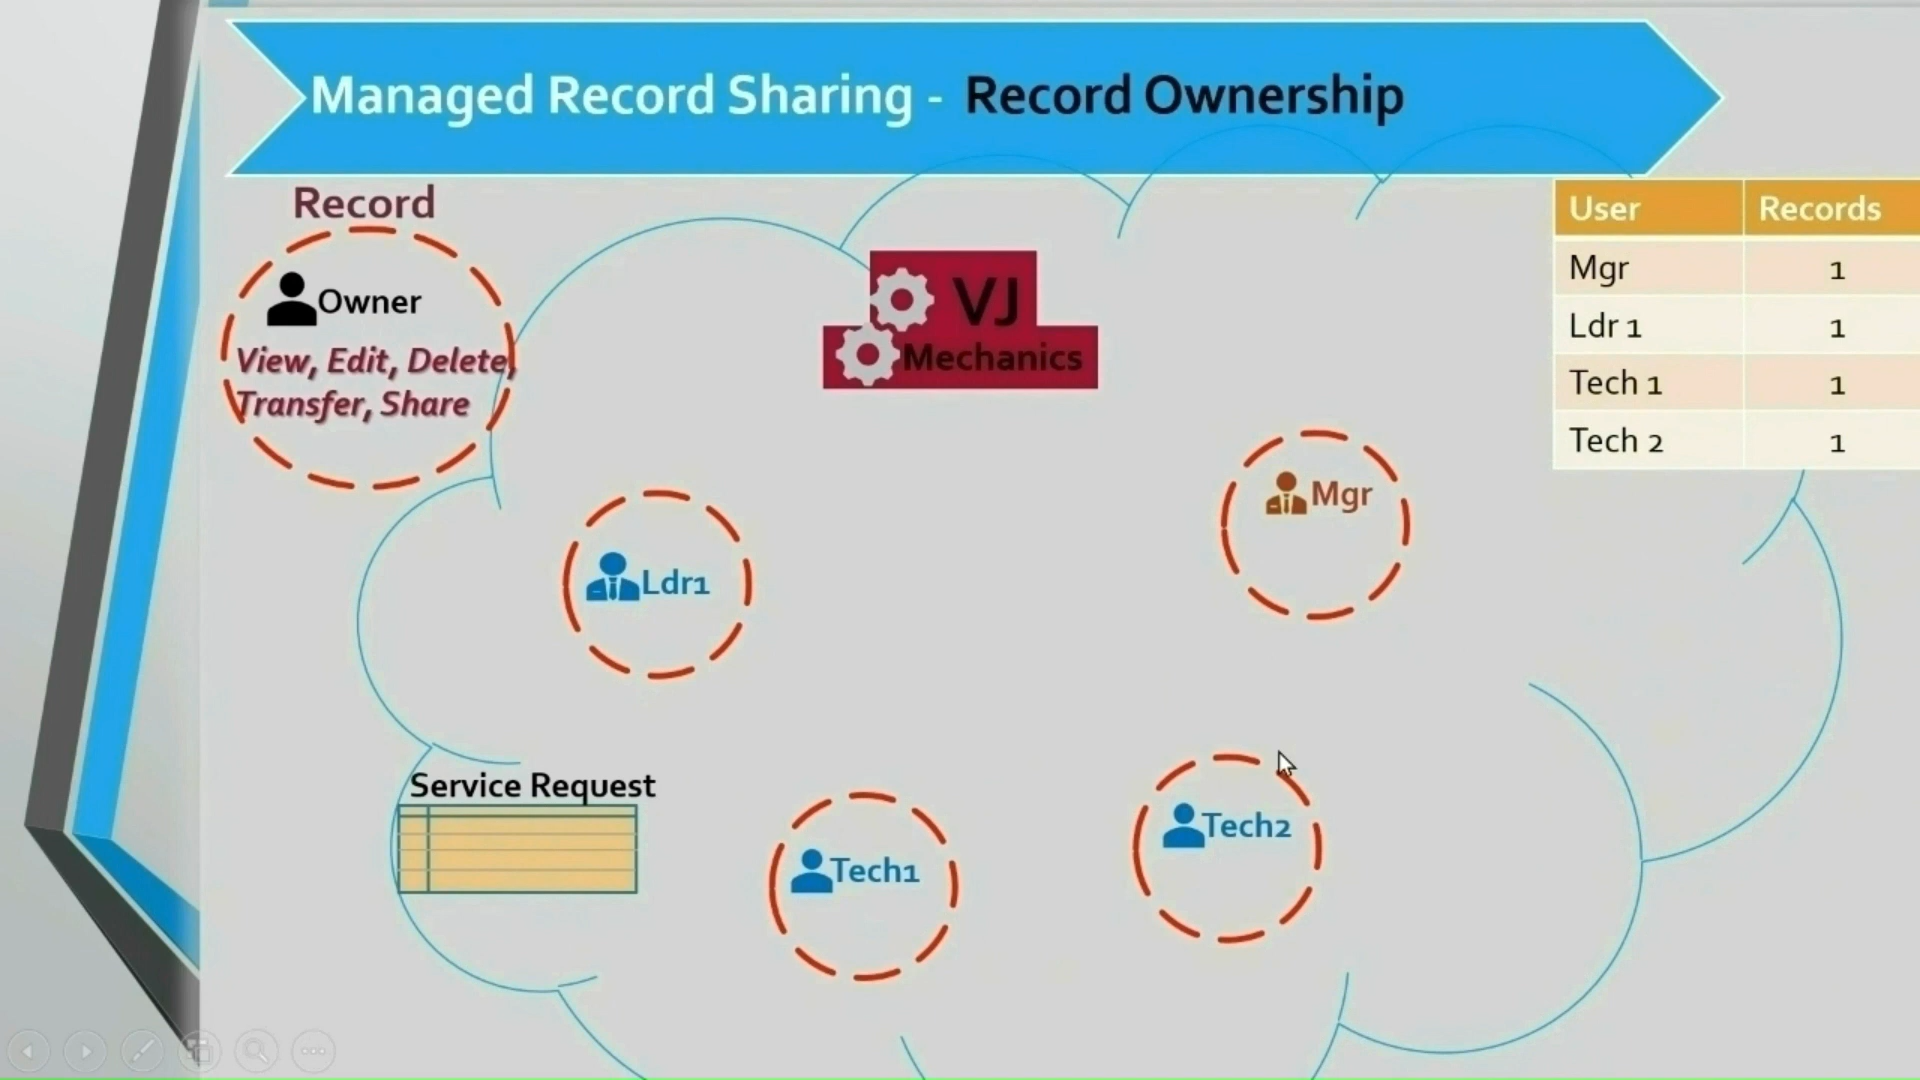 Managed Record Sharing - Record Ownership
Record
Owner
View, Edit, Delete,
Transfer, Share
VJ
Mechanics
User Records
Mgr 1
Ldr 1 1
Tech 1 1
Tech 2 1
Mgr
Ldr1
Service Request
Tech1
Tech2